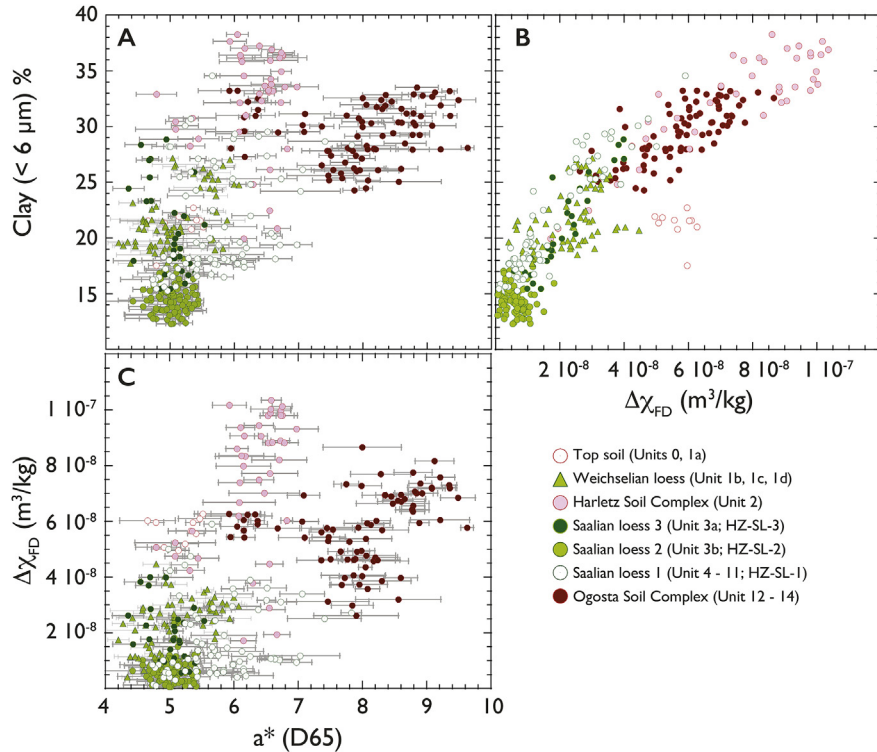 A
B
Clay (< 6 μm) %
40
35
30
25
20
15
2 10⁻⁸ 4 10⁻⁸ 6 10⁻⁸ 8 10⁻⁸ 1 10⁻⁷
Δχ_FD (m³/kg)
C
Δχ_FD (m³/kg)
1 10⁻⁷
8 10⁻⁸
6 10⁻⁸
4 10⁻⁸
2 10⁻⁸
4 5 6 7 8 9 10
a* (D65)
Top soil (Units 0, 1a)
Weichselian loess (Unit 1b, 1c, 1d)
Harletz Soil Complex (Unit 2)
Saalian loess 3 (Unit 3a; HZ-SL-3)
Saalian loess 2 (Unit 3b; HZ-SL-2)
Saalian loess 1 (Unit 4 - 11; HZ-SL-1)
Ogosta Soil Complex (Unit 12 - 14)